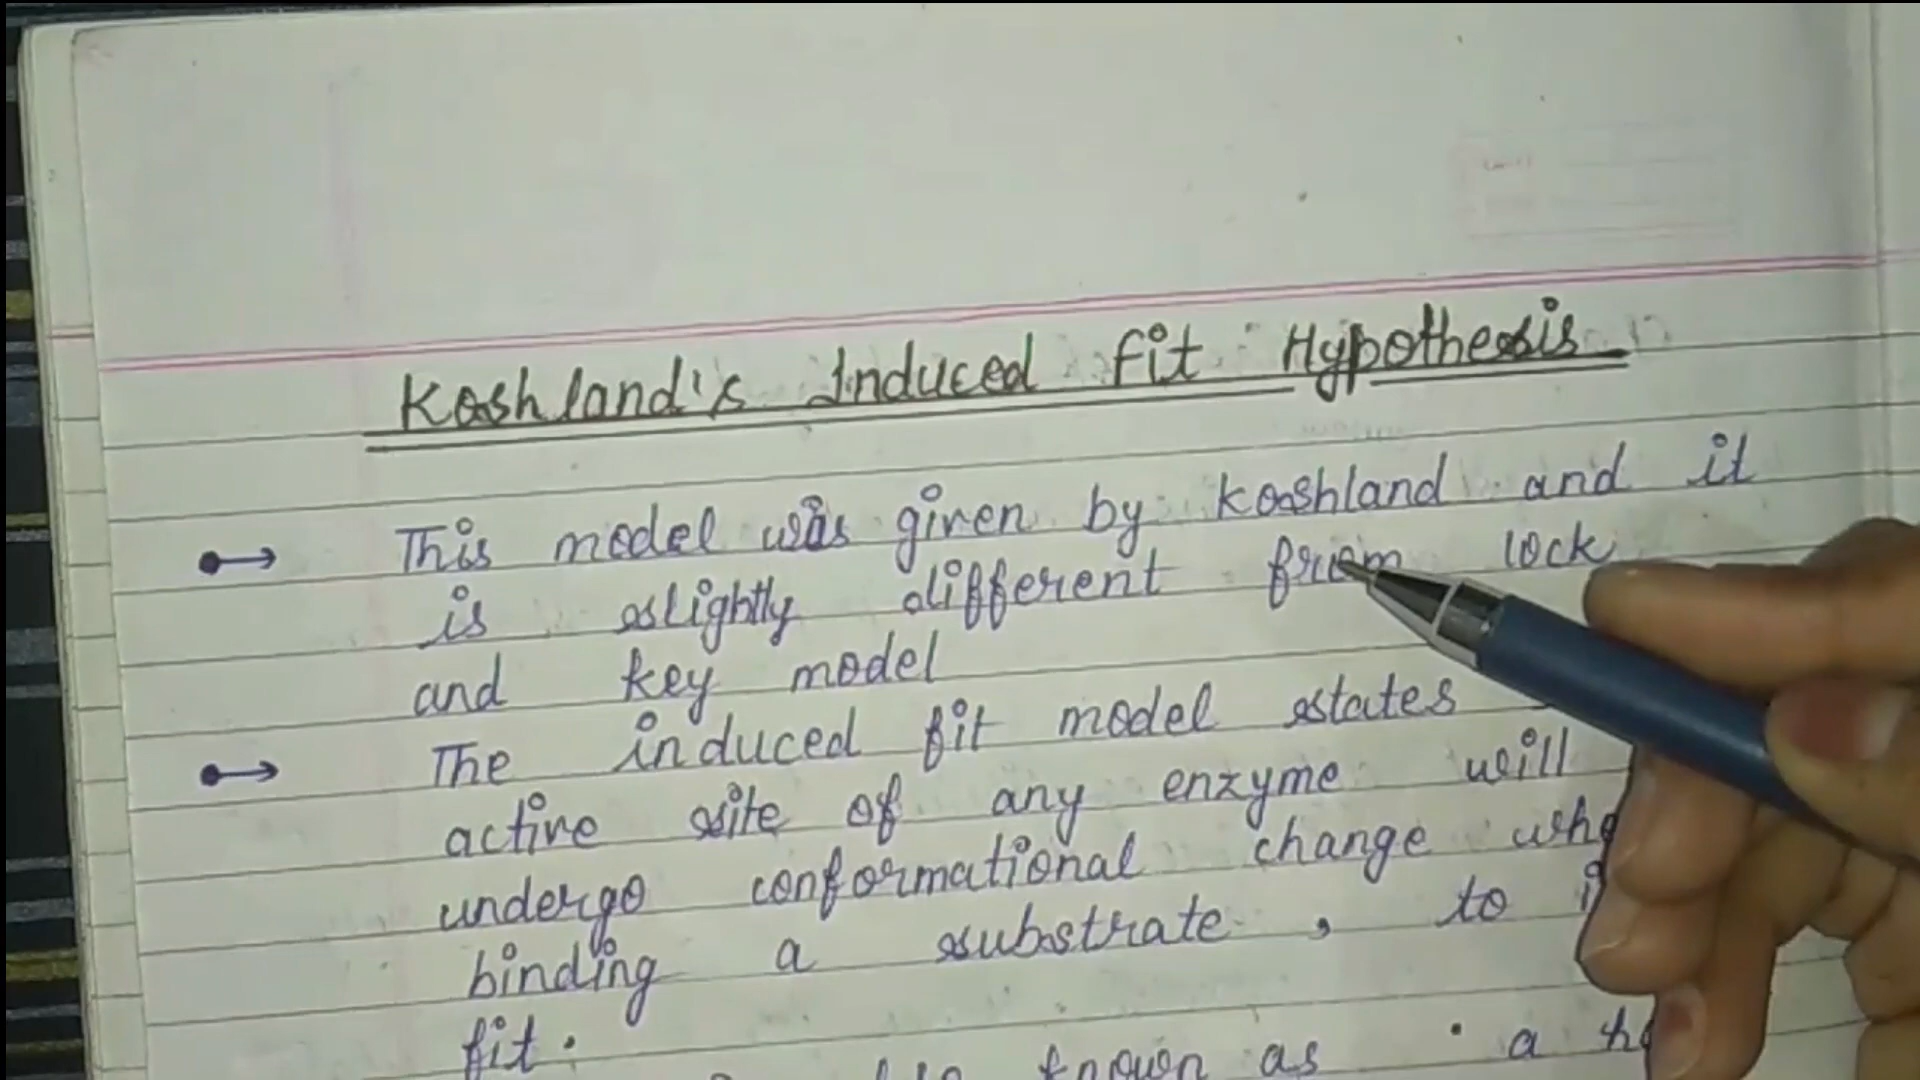 Koshland's Induced fit Hypothesis
This model was given by Koshland and it
is slightly different from lock
and key model
The induced fit model states
active site of any enzyme will
undergo conformational change
binding a substrate, to
fit.
known as a